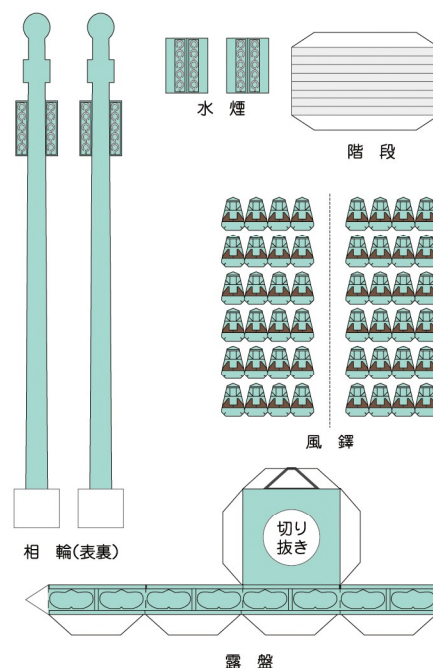 水 煙
階 段
風 鐸
相 輪(表裏)
切り
抜き
露 盤